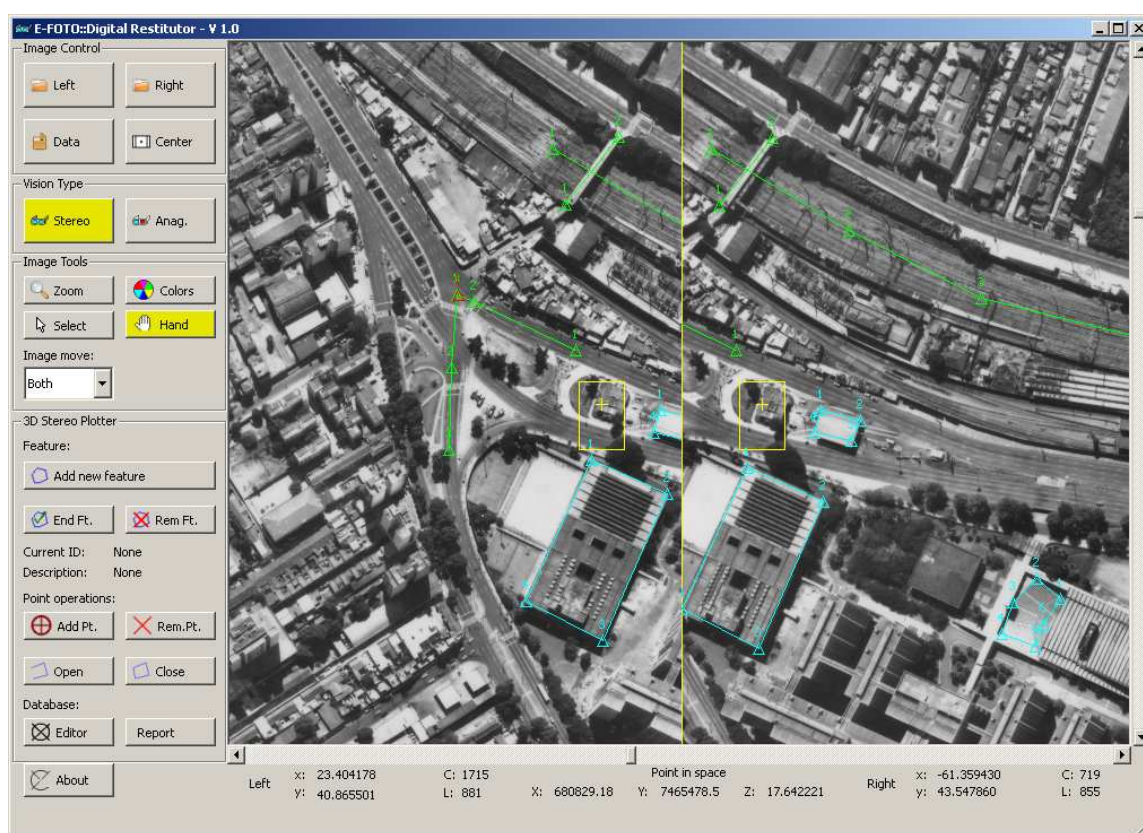 E-FOTO::Digital Restitutor - V 1.0
Image Control
Left Right
Data Center
Vision Type
Stereo Anag.
Image Tools
Zoom Colors
Select Hand
Image move:
Both
3D Stereo Plotter
Feature:
Add new feature
End Ft. Rem Ft.
Current ID: None
Description: None
Point operations:
Add Pt. Rem.Pt.
Open Close
Database:
Editor Report
About
Left x: 23.404178 C: 1715 Point in space Right x: -61.359430 C: 719
y: 40.865501 L: 881 X: 680829.18 Y: 7465478.5 Z: 17.642221 y: 43.547860 L: 855